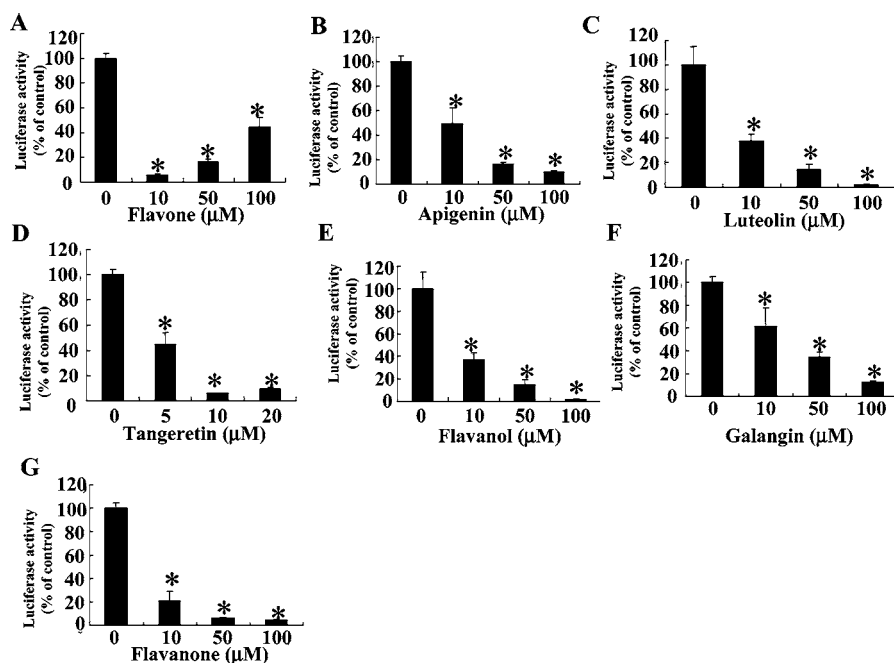 A
Luciferase activity
(% of control)
120
100
80
60
40
20
0
*
*
*
0 10 50 100
Flavone (µM)
B
Luciferase activity
(% of control)
120
100
80
60
40
20
0
*
*
*
0 10 50 100
Apigenin (µM)
C
Luciferase activity
(% of control)
120
100
80
60
40
20
0
*
*
*
0 10 50 100
Luteolin (µM)
D
Luciferase activity
(% of control)
120
100
80
60
40
20
0
*
*
*
0 5 10 20
Tangeretin (µM)
E
Luciferase activity
(% of control)
120
100
80
60
40
20
0
*
*
*
0 10 50 100
Flavanol (µM)
F
Luciferase activity
(% of control)
120
100
80
60
40
20
0
*
*
*
0 10 50 100
Galangin (µM)
G
Luciferase activity
(% of control)
120
100
80
60
40
20
0
*
*
*
0 10 50 100
Flavanone (µM)